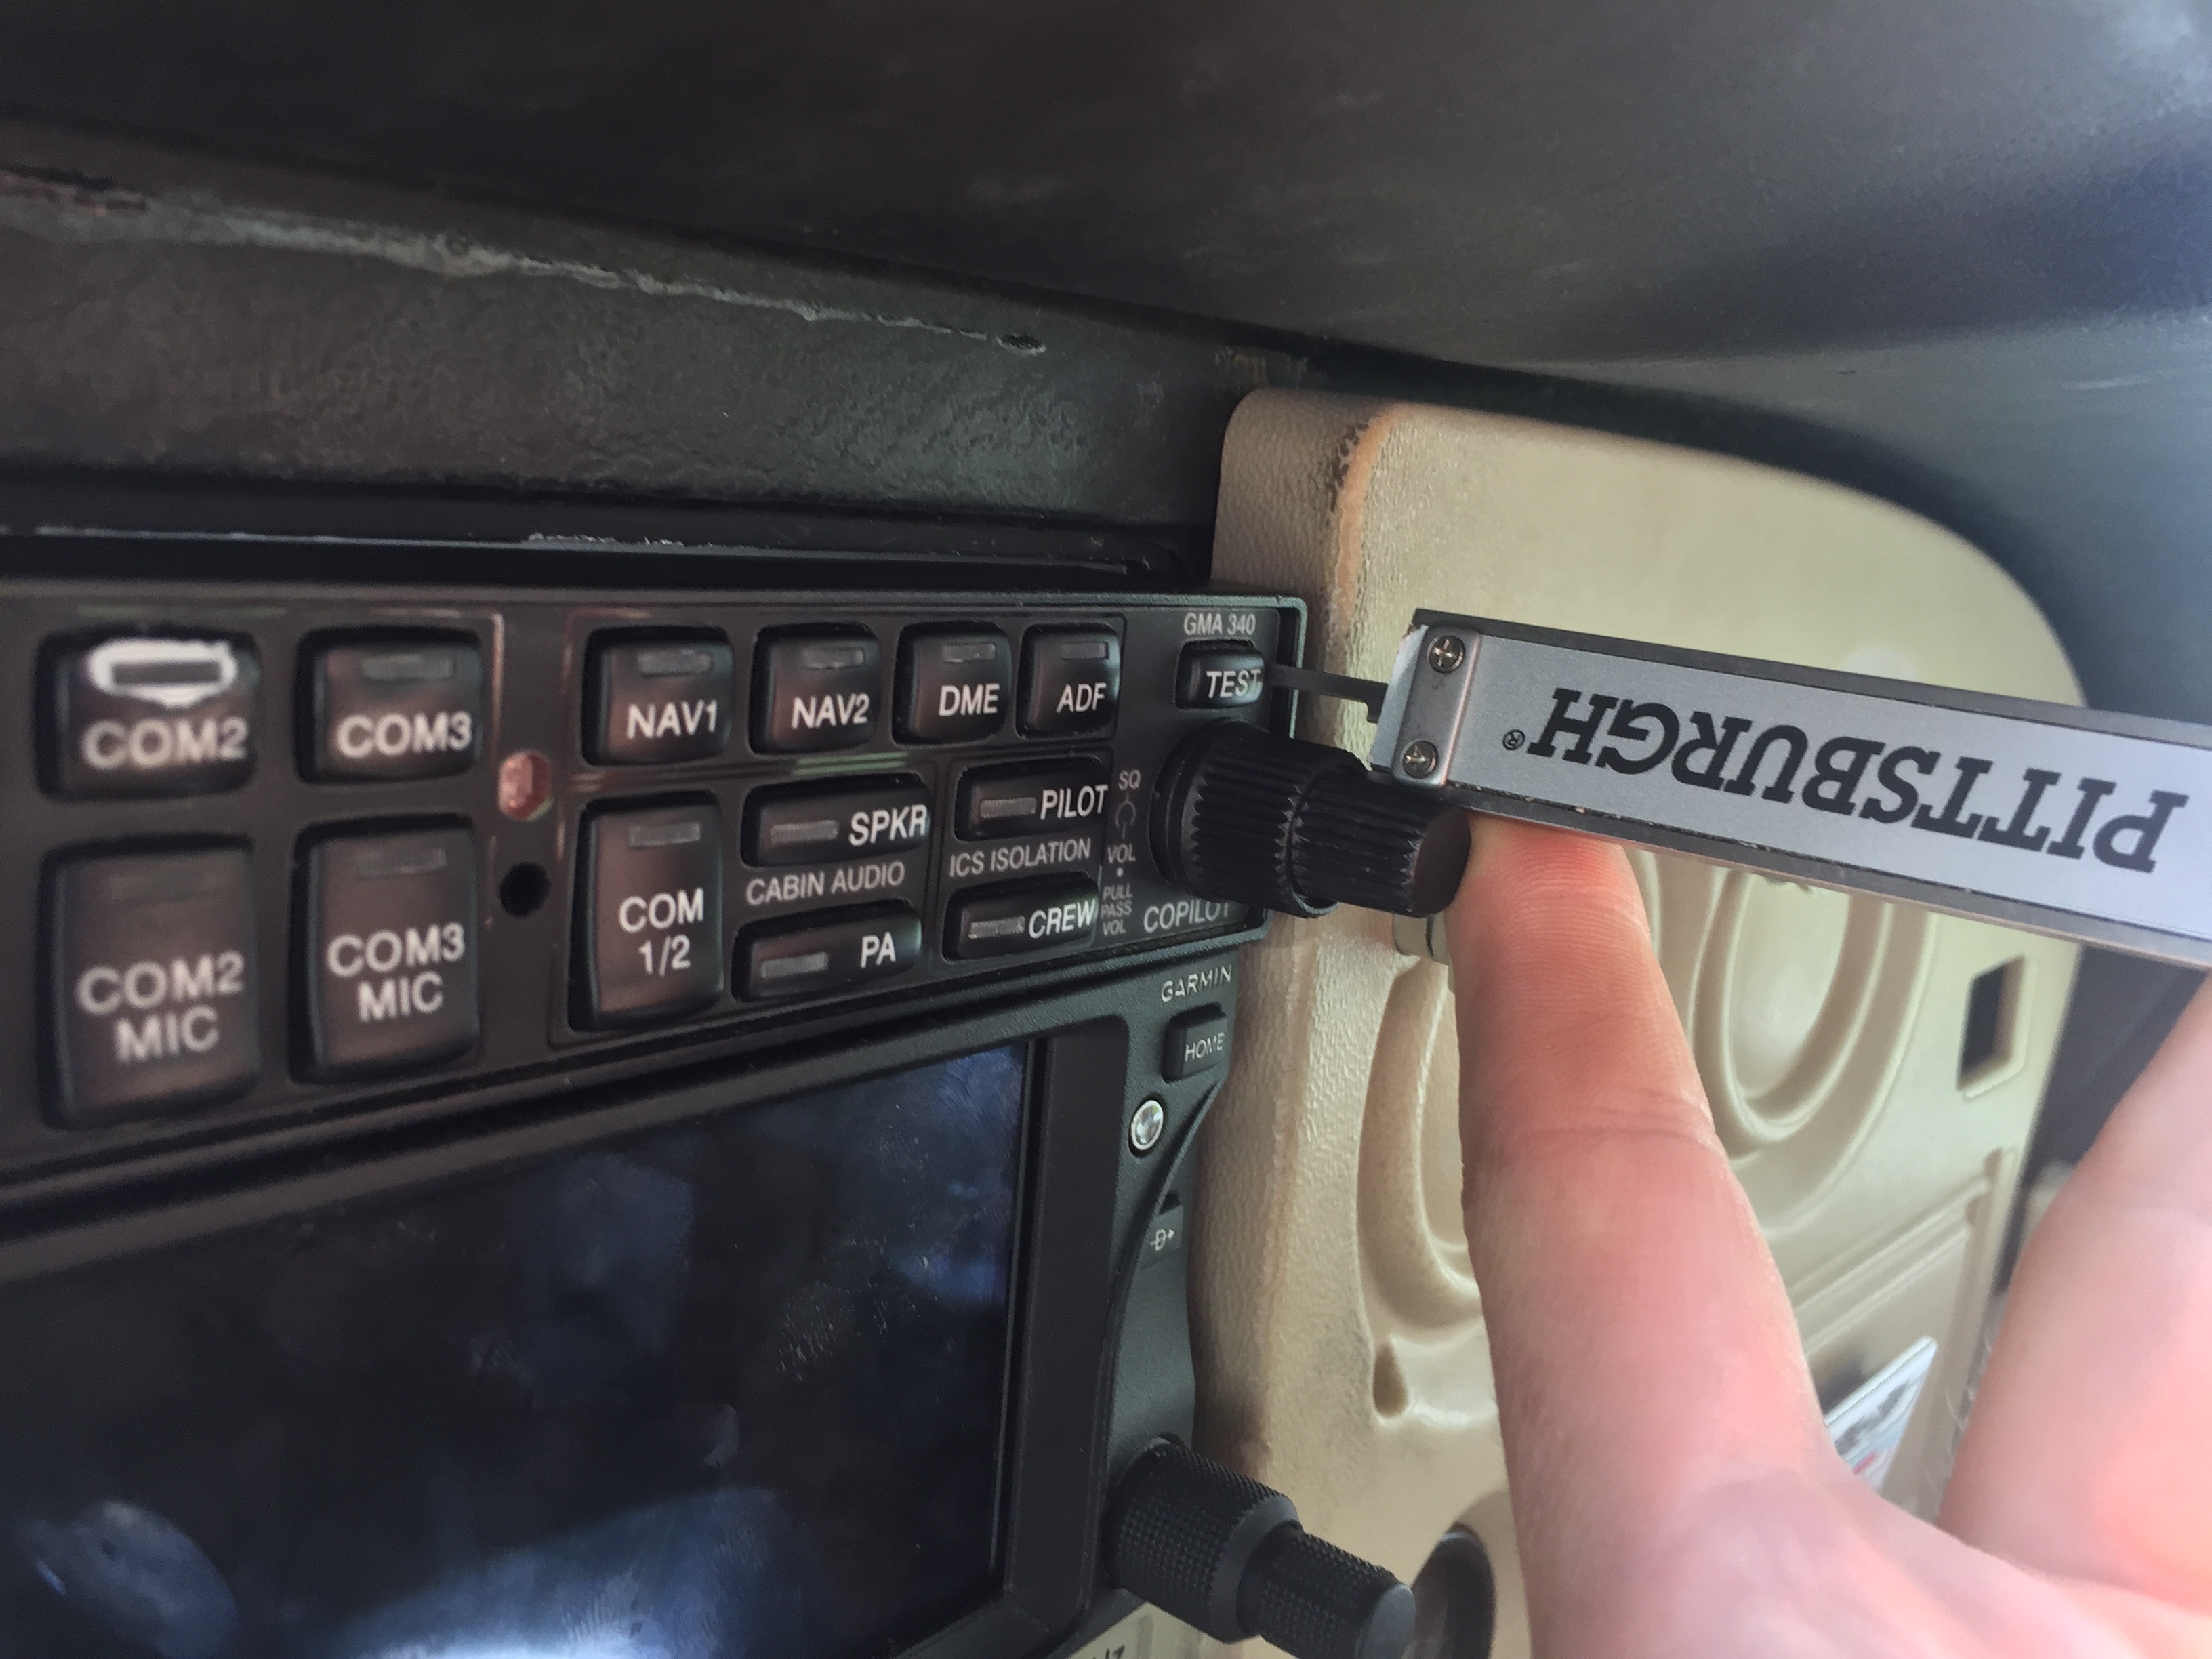 GMA 340
COM2
COM3
NAV1
NAV2
DME
ADF
TEST
COM2
MIC
COM3
MIC
COM
1/2
SPKR
CABIN AUDIO
PA
PILOT
ICS ISOLATION
CREW
SQ
VOL
PULL
PASS
VOL
COPILOT
GARMIN
HOME
D
PITTSBURGH®